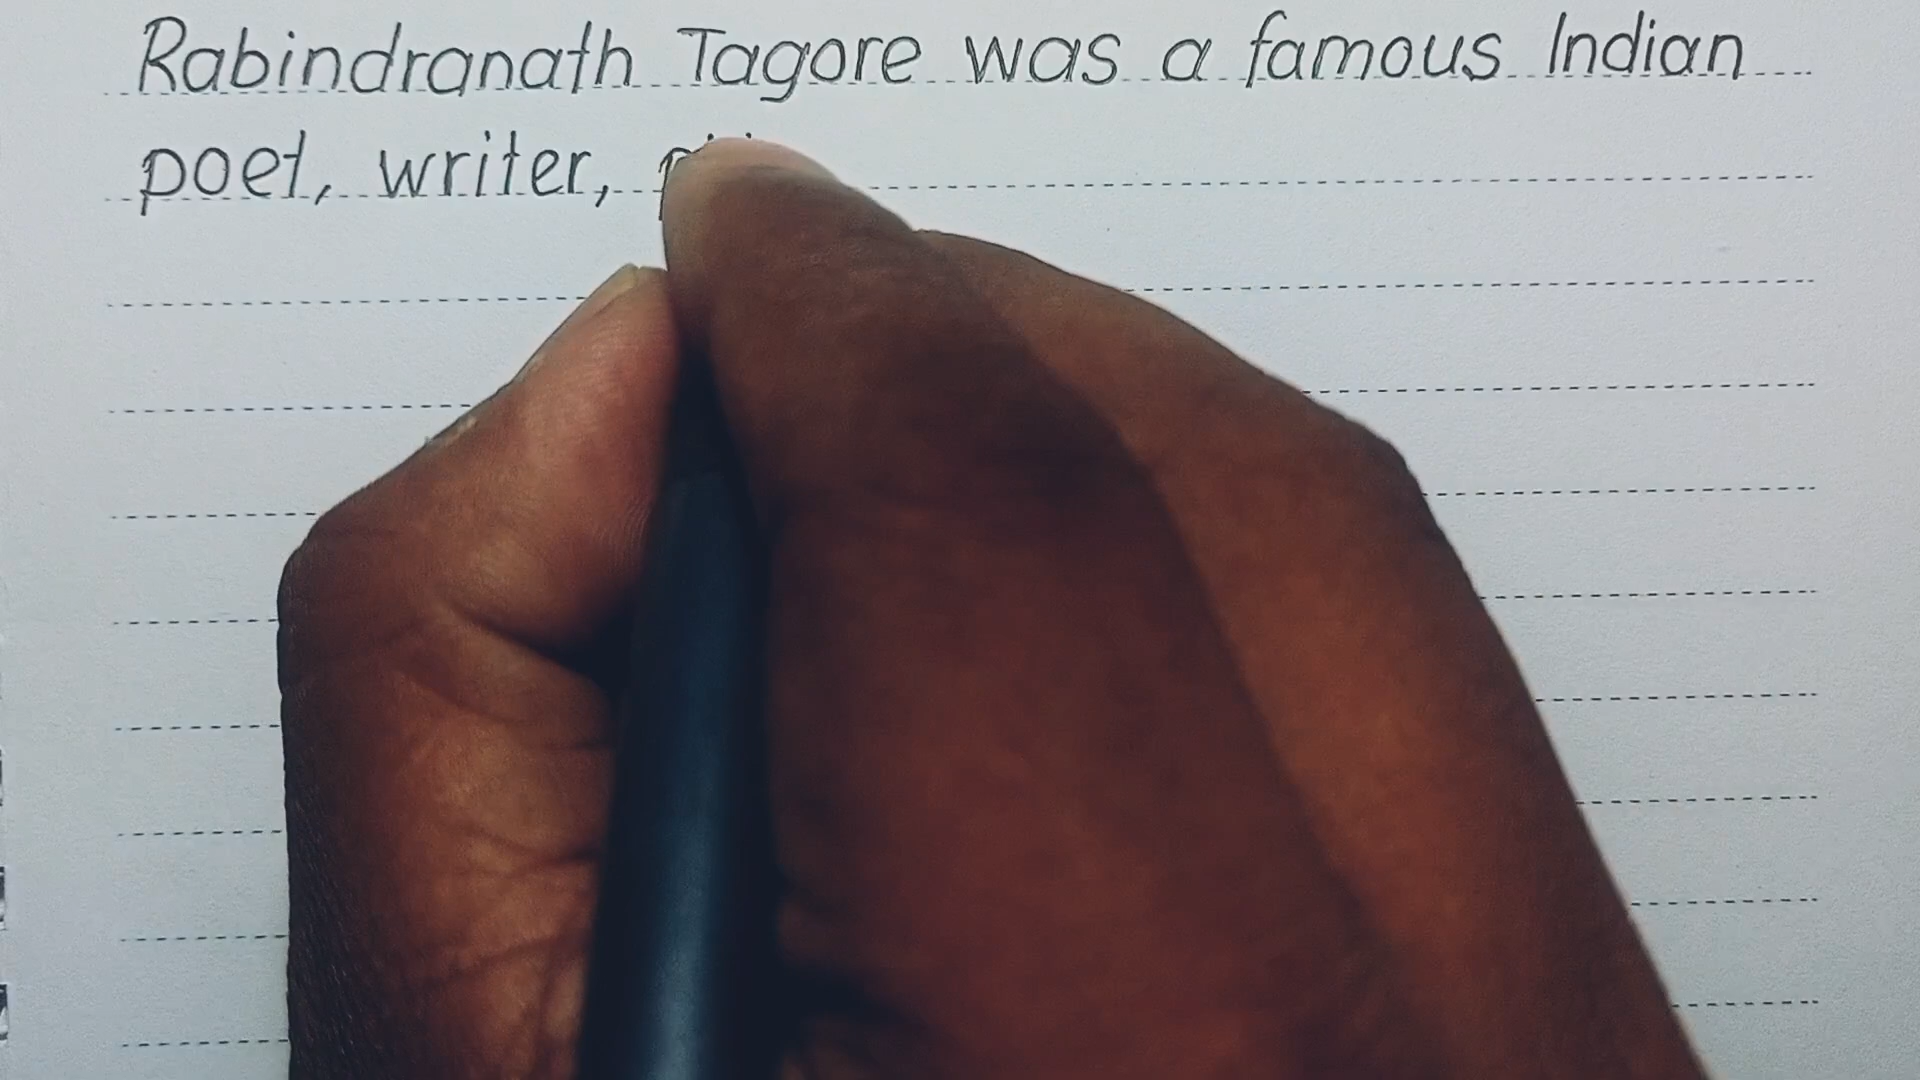 Rabindranath Tagore was a famous Indian
poet, writer,